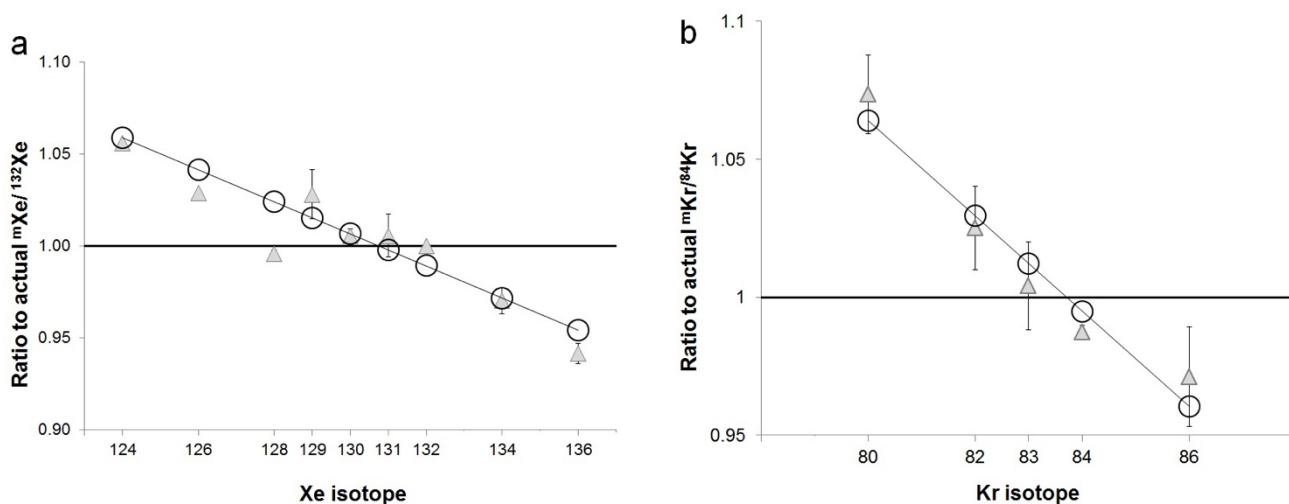 a
1.10
1.05
1.00
0.95
0.90
Ratio to actual ᵐXe/ ¹³²Xe
124 126 128 129 130 131 132 134 136
Xe isotope
b
1.1
1.05
1
0.95
Ratio to actual ᵐKr/⁸⁴Kr
80 82 83 84 86
Kr isotope